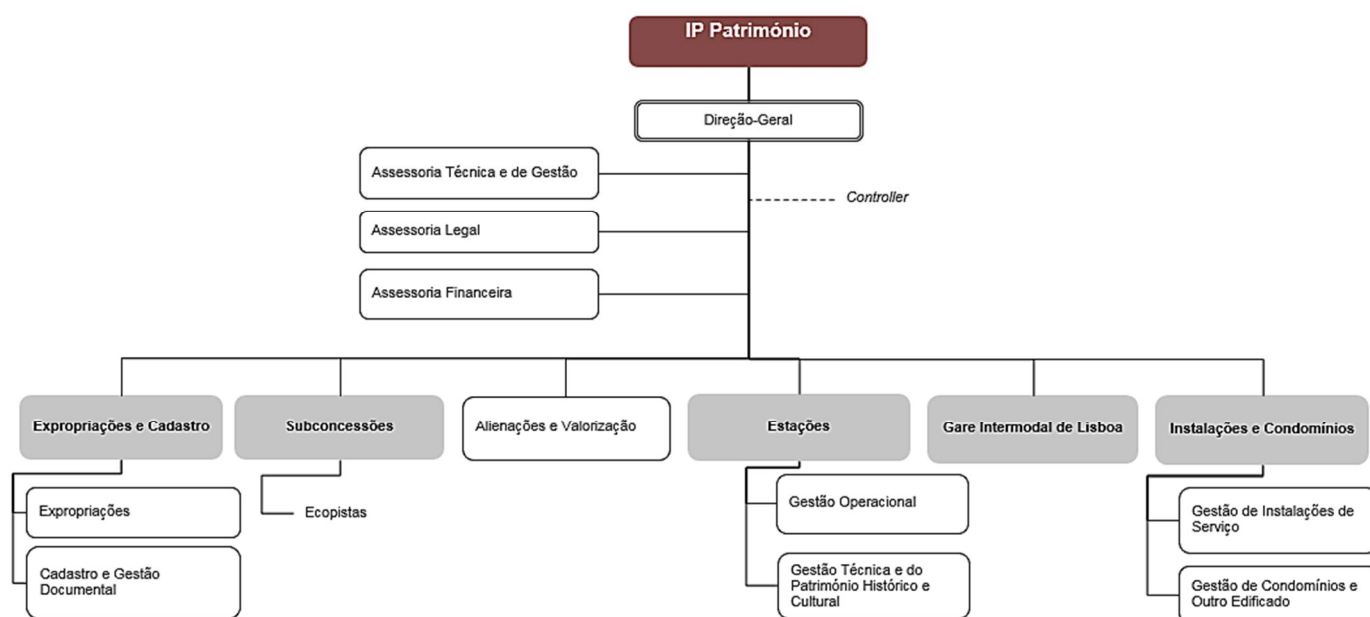 IP Património
Direção-Geral
Assessoria Técnica e de Gestão
Controller
Assessoria Legal
Assessoria Financeira
Expropriações e Cadastro
Subconcessões
Alienações e Valorização
Estações
Gare Intermodal de Lisboa
Instalações e Condomínios
Expropriações
Cadastro e Gestão
Documental
Ecopistas
Gestão Operacional
Gestão Técnica e do
Património Histórico e
Cultural
Gestão de Instalações de
Serviço
Gestão de Condomínios e
Outro Edificado